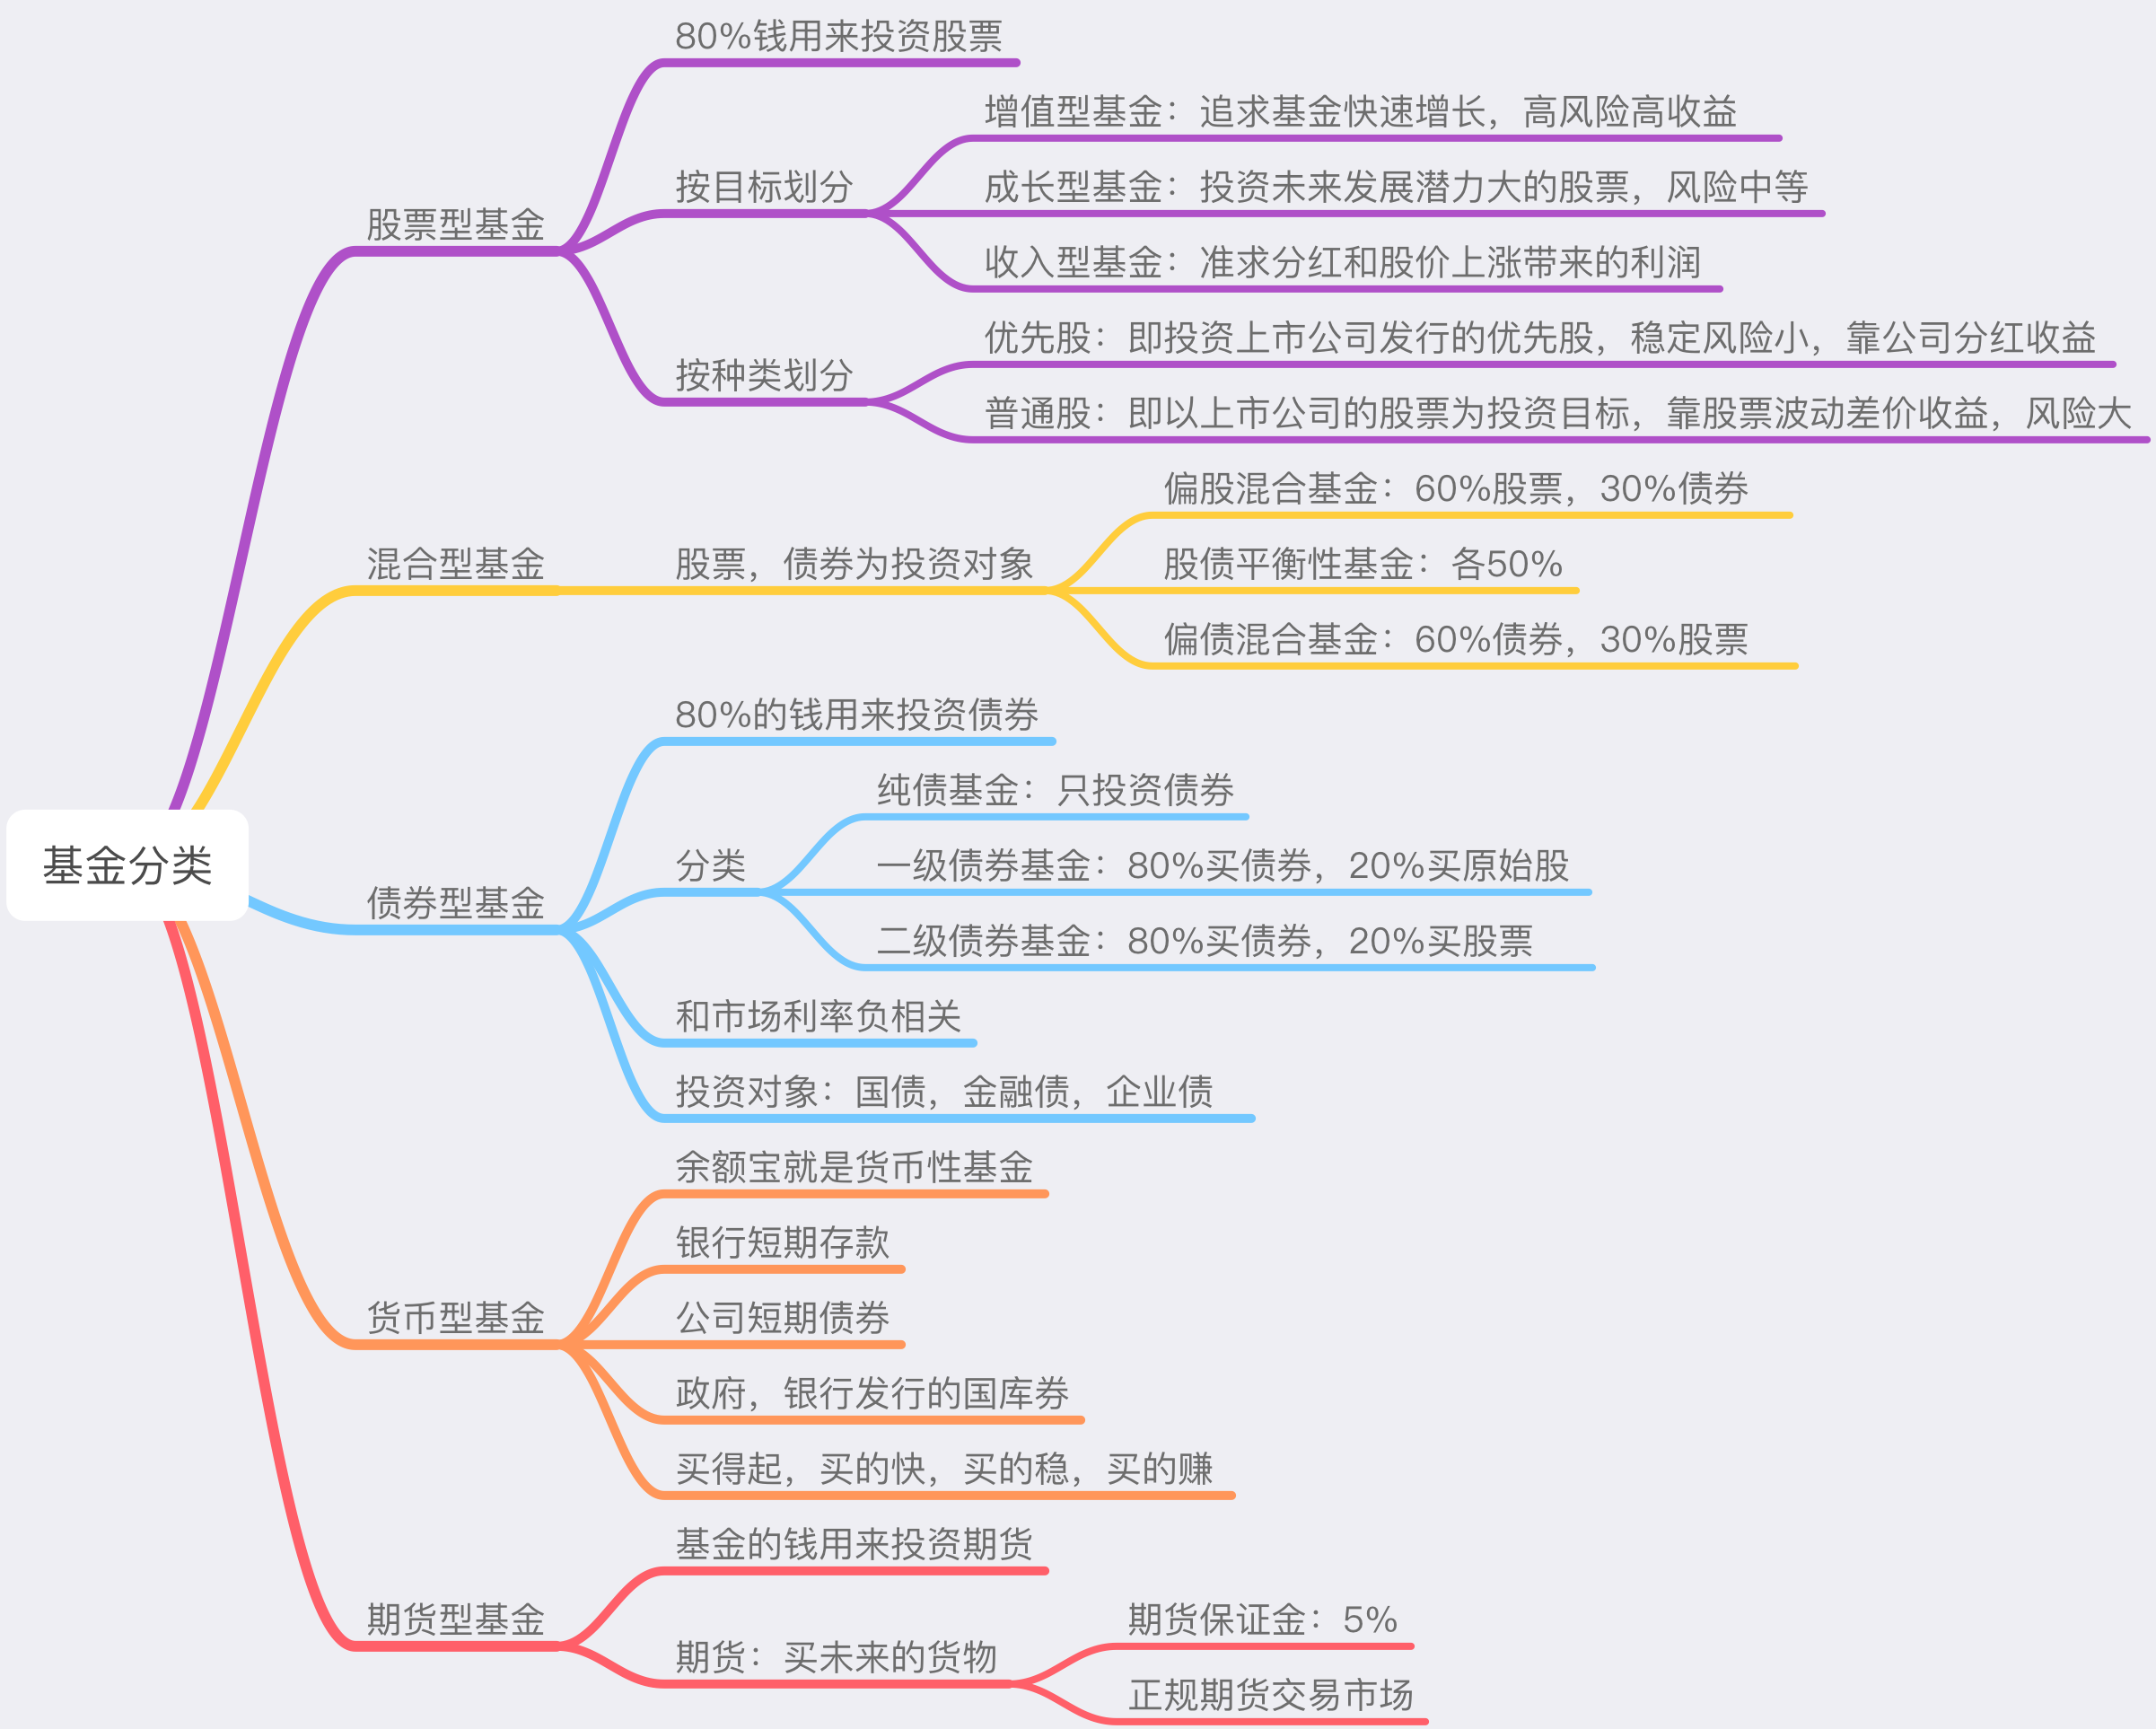 基金分类
股票型基金
80%钱用来投资股票
按目标划分
增值型基金：追求基金快速增长，高风险高收益
成长型基金：投资未来发展潜力大的股票，风险中等
收入型基金：准求分红和股价上涨带来的利润
按种类划分
优先股：即投资上市公司发行的优先股，稳定风险小，靠公司分红收益
普通股：即以上市公司的股票为投资目标，靠股票波动差价收益，风险大
混合型基金
股票，债券为投资对象
偏股混合基金：60%股票，30%债券
股债平衡性基金：各50%
偏债混合基金：60%债券，30%股票
债券型基金
80%的钱用来投资债券
分类
纯债基金：只投资债券
一级债券基金：80%买债券，20%买原始股
二级债券基金：80%买债券，20%买股票
和市场利率负相关
投资对象：国债，金融债，企业债
货币型基金
余额宝就是货币性基金
银行短期存款
公司短期债券
政府，银行发行的国库券
买得起，买的快，买的稳，买的赚
期货型基金
基金的钱用来投资期货
期货：买未来的货物
期货保证金：5%
正规期货交易市场